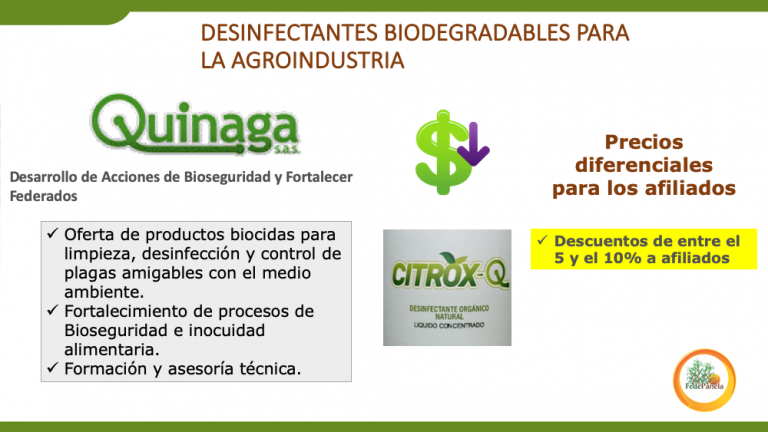 DESINFECTANTES BIODEGRADABLES PARA
LA AGROINDUSTRIA
Quinaga
s.a.s.
Desarrollo de Acciones de Bioseguridad y Fortalecer
Federados
✓ Oferta de productos biocidas para
limpieza, desinfección y control de
plagas amigables con el medio
ambiente.
✓ Fortalecimiento de procesos de
Bioseguridad e inocuidad
alimentaria.
✓ Formación y asesoría técnica.
$
CITROX-Q
DESINFECTANTE ORGÁNICO
NATURAL
LIQUIDO CONCENTRADO
Precios
diferenciales
para los afiliados
✓ Descuentos de entre el
5 y el 10% a afiliados
FedePanela